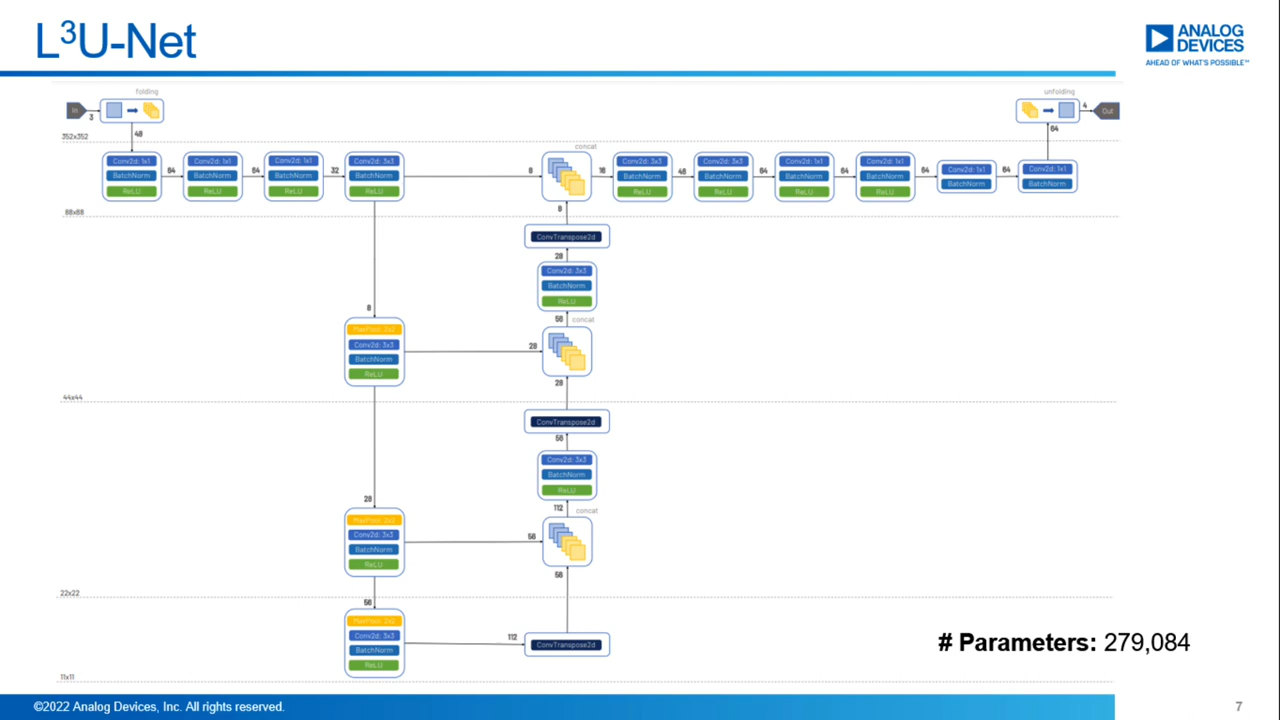 L³U-Net
ANALOG
DEVICES
AHEAD OF WHAT'S POSSIBLE™
folding
unfolding
In
3
4
Out
48
64
352x352
concat
Conv2d: 1x1
BatchNorm
ReLU
64
Conv2d: 1x1
BatchNorm
ReLU
64
Conv2d: 1x1
BatchNorm
ReLU
32
Conv2d: 3x3
BatchNorm
ReLU
8
16
Conv2d: 3x3
BatchNorm
ReLU
48
Conv2d: 3x3
BatchNorm
ReLU
64
Conv2d: 1x1
BatchNorm
ReLU
64
Conv2d: 1x1
BatchNorm
ReLU
64
Conv2d: 1x1
BatchNorm
64
Conv2d: 1x1
BatchNorm
8
88x88
ConvTranspose2d
28
Conv2d: 3x3
BatchNorm
ReLU
8
56
concat
MaxPool: 2x2
Conv2d: 3x3
BatchNorm
ReLU
28
28
44x44
ConvTranspose2d
56
Conv2d: 3x3
BatchNorm
ReLU
28
112
concat
MaxPool: 2x2
Conv2d: 3x3
BatchNorm
ReLU
56
56
22x22
56
MaxPool: 2x2
Conv2d: 3x3
BatchNorm
ReLU
112
ConvTranspose2d
# Parameters: 279,084
11x11
©2022 Analog Devices, Inc. All rights reserved.
7